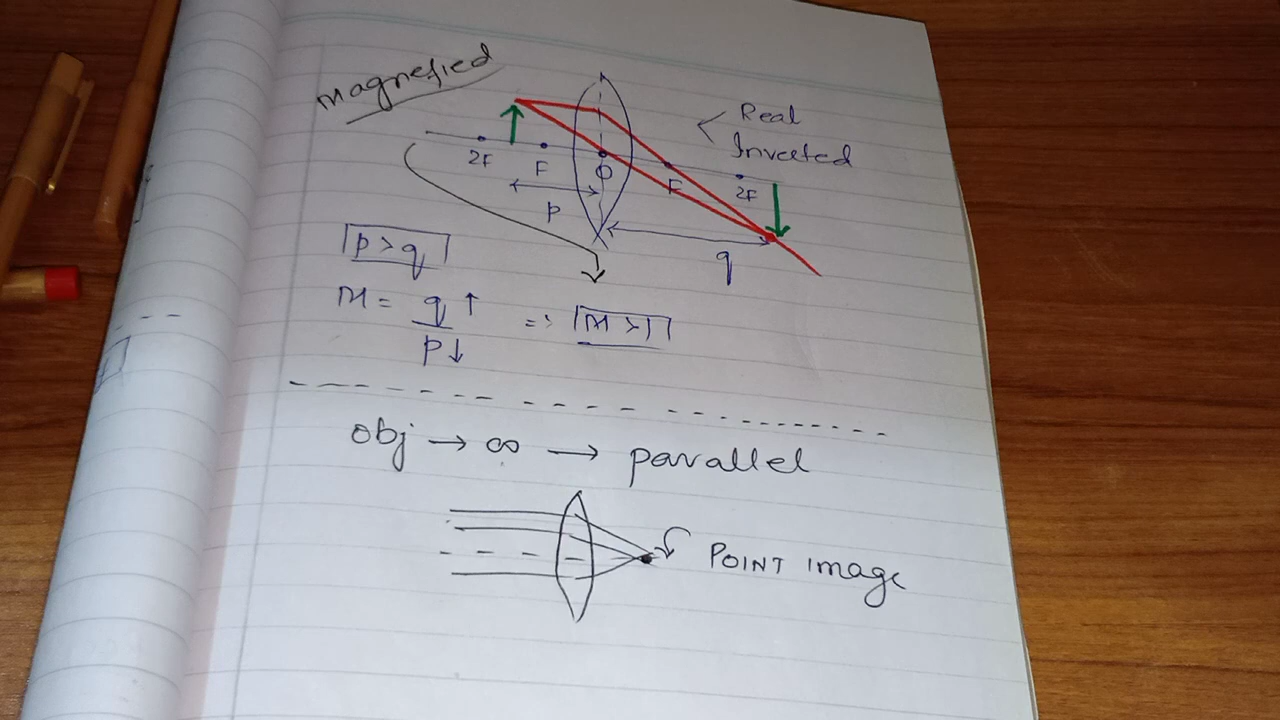 Magnefied
Real
Inverted
2F F O F 2F
p
q
p > q
M = q ↑ / p ↓ => M > 1
obj → ∞ → parallel
POINT image